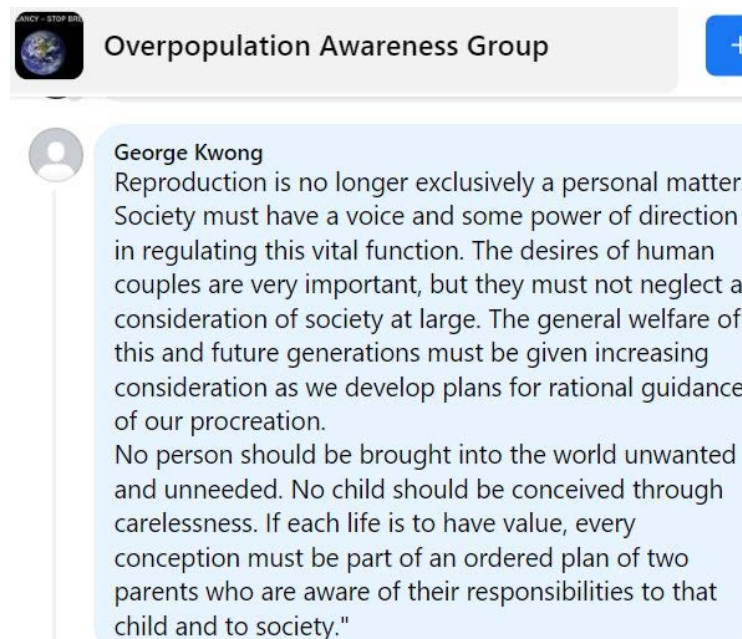 ANCY - STOP BRE
Overpopulation Awareness Group
+
George Kwong
Reproduction is no longer exclusively a personal matter.
Society must have a voice and some power of direction
in regulating this vital function. The desires of human
couples are very important, but they must not neglect a
consideration of society at large. The general welfare of
this and future generations must be given increasing
consideration as we develop plans for rational guidance
of our procreation.
No person should be brought into the world unwanted
and unneeded. No child should be conceived through
carelessness. If each life is to have value, every
conception must be part of an ordered plan of two
parents who are aware of their responsibilities to that
child and to society."